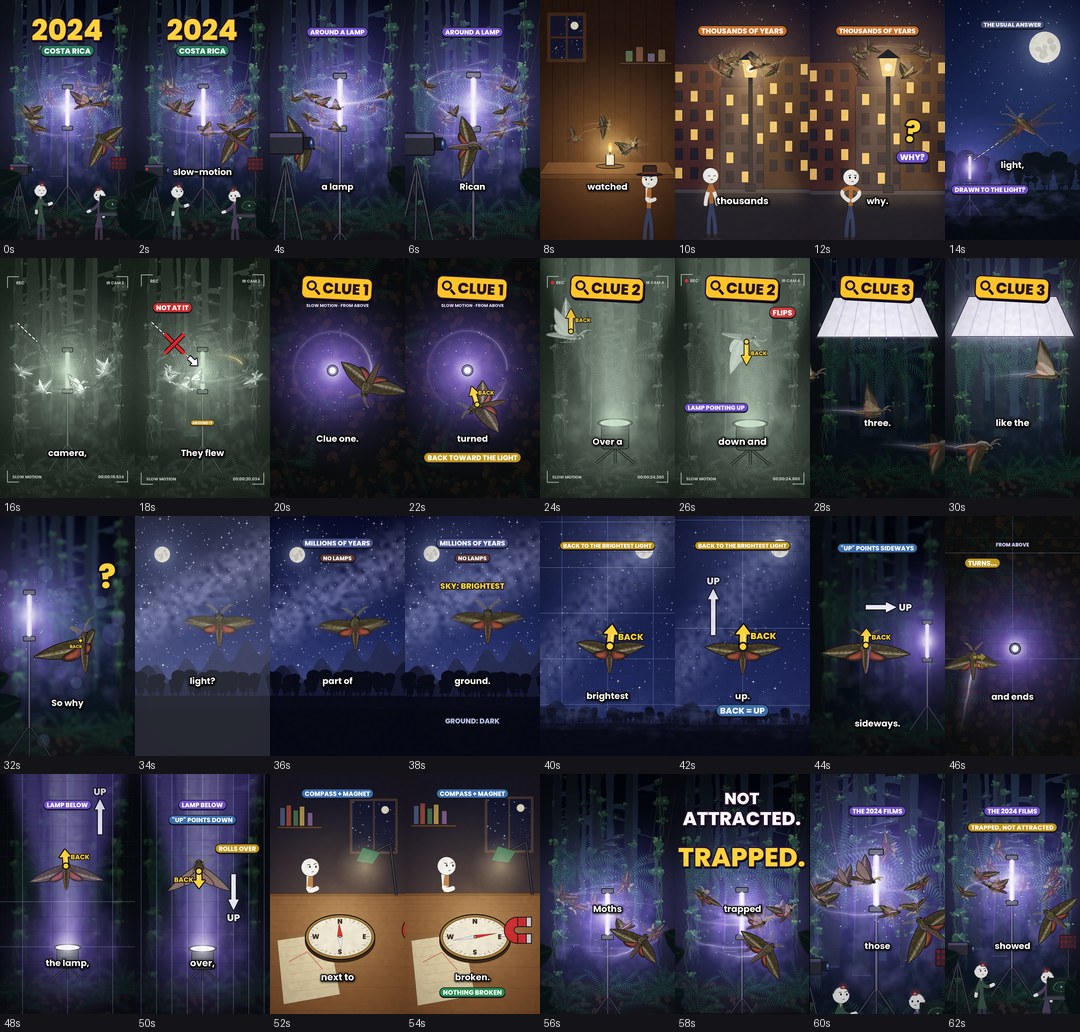 2024
COSTA RICA
2024
COSTA RICA
slow-motion
AROUND A LAMP
a lamp
AROUND A LAMP
Rican
watched
THOUSANDS OF YEARS
thousands
THOUSANDS OF YEARS
?
WHY?
why.
THE USUAL ANSWER
light,
DRAWN TO THE LIGHT?
0s
2s
4s
6s
8s
10s
12s
14s
REC
IR CAM 2
camera,
SLOW MOTION
REC
IR CAM 2
NOT AT IT
AROUND IT
They flew
SLOW MOTION
CLUE 1
SLOW MOTION · FROM ABOVE
Clue one.
CLUE 1
SLOW MOTION · FROM ABOVE
BACK
turned
BACK TOWARD THE LIGHT
REC
CLUE 2
BACK
Over a
SLOW MOTION
REC
CLUE 2
FLIPS
BACK
LAMP POINTING UP
down and
SLOW MOTION
CLUE 3
three.
CLUE 3
like the
16s
18s
20s
22s
24s
26s
28s
30s
?
BACK
So why
light?
MILLIONS OF YEARS
NO LAMPS
part of
MILLIONS OF YEARS
NO LAMPS
SKY: BRIGHTEST
ground.
GROUND: DARK
BACK TO THE BRIGHTEST LIGHT
BACK
brightest
BACK TO THE BRIGHTEST LIGHT
UP
BACK
up.
BACK = UP
"UP" POINTS SIDEWAYS
UP
BACK
sideways.
FROM ABOVE
TURNS...
and ends
32s
34s
36s
38s
40s
42s
44s
46s
UP
LAMP BELOW
BACK
the lamp,
LAMP BELOW
"UP" POINTS DOWN
ROLLS OVER
BACK
UP
over,
COMPASS + MAGNET
N
W
E
S
next to
COMPASS + MAGNET
N
W
E
S
broken.
NOTHING BROKEN
Moths
NOT
ATTRACTED.
TRAPPED.
trapped
THE 2024 FILMS
those
THE 2024 FILMS
TRAPPED, NOT ATTRACTED
showed
48s
50s
52s
54s
56s
58s
60s
62s